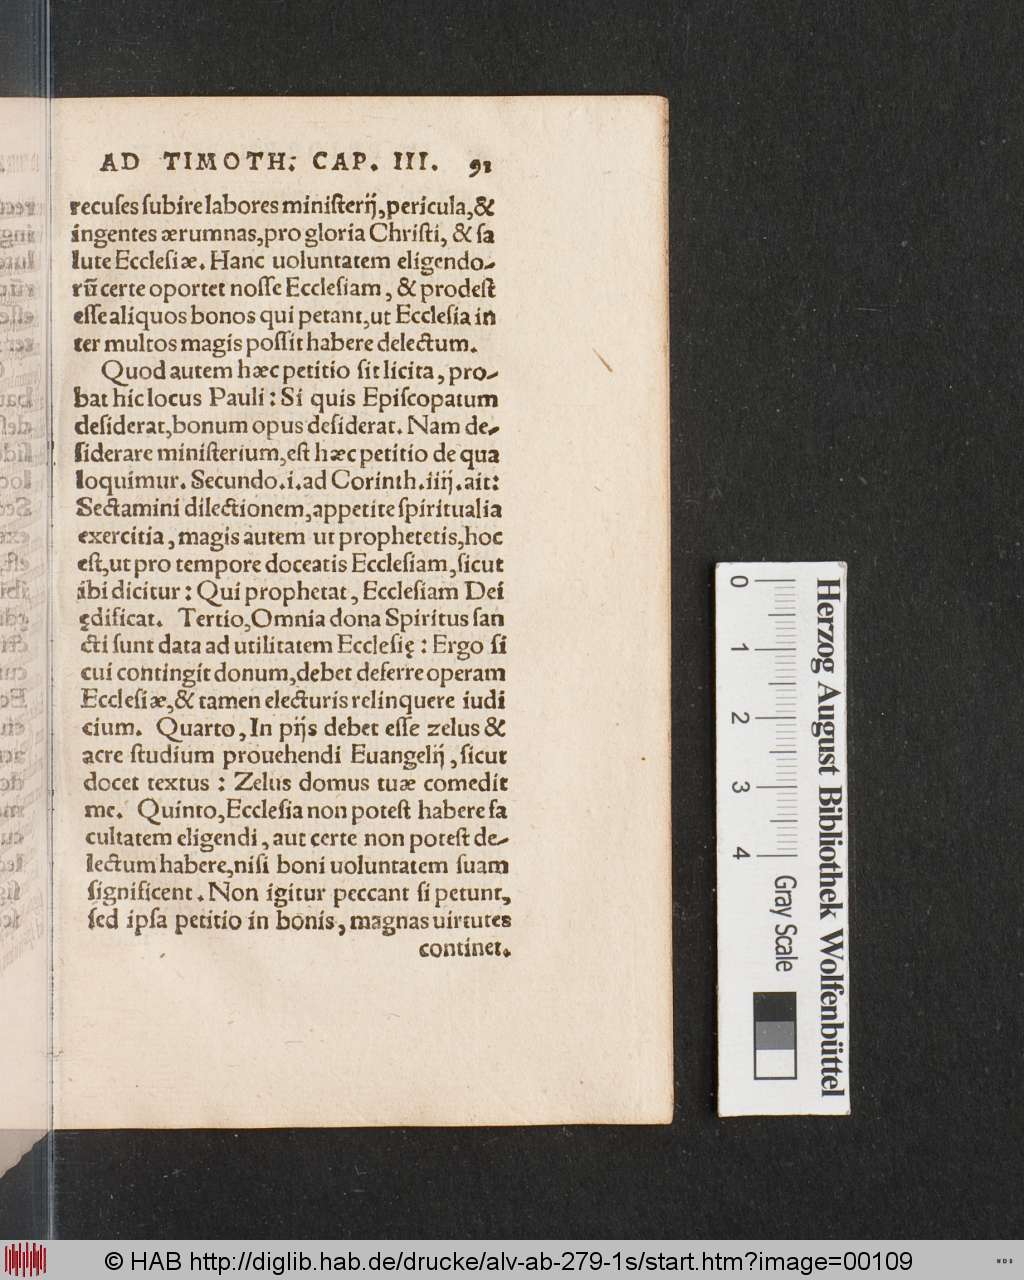 AD TIMOTH: CAP. III. 91
recuſes ſubire labores miniſterij, pericula, &
ingentes ærumnas, pro gloria Chriſti, & ſa
lute Eccleſiæ. Hanc uoluntatem eligendo-
rũ certe oportet noſſe Eccleſiam, & prodeſt
eſſe aliquos bonos qui petant, ut Eccleſia in
ter multos magis poſſit habere delectum.
Quod autem hæc petitio ſit licita, pro-
bat hic locus Pauli: Si quis Epiſcopatum
deſiderat, bonum opus deſiderat. Nam de-
ſiderare miniſterium, eſt hæc petitio de qua
loquimur. Secundo. i. ad Corinth. iiij. ait:
Sectamini dilectionem, appetite ſpiritualia
exercitia, magis autem ut prophetetis, hoc
eſt, ut pro tempore doceatis Eccleſiam, ſicut
ibi dicitur: Qui prophetat, Eccleſiam Dei
ędificat. Tertio, Omnia dona Spiritus ſan
cti ſunt data ad utilitatem Eccleſię: Ergo ſi
cui contingit donum, debet deferre operam
Eccleſiæ, & tamen electuris relinquere iudi
cium. Quarto, In pijs debet eſſe zelus &
acre ſtudium prouehendi Euangelij, ſicut
docet textus: Zelus domus tuæ comedit
me. Quinto, Eccleſia non poteſt habere fa
cultatem eligendi, aut certe non poteſt de-
lectum habere, niſi boni uoluntatem ſuam
ſignificent. Non igitur peccant ſi petunt,
ſed ipſa petitio in bonis, magnas uirtutes
continet.
0 1 2 3 4 Gray Scale
Herzog August Bibliothek Wolfenbüttel
© HAB http://diglib.hab.de/drucke/alv-ab-279-1s/start.htm?image=00109